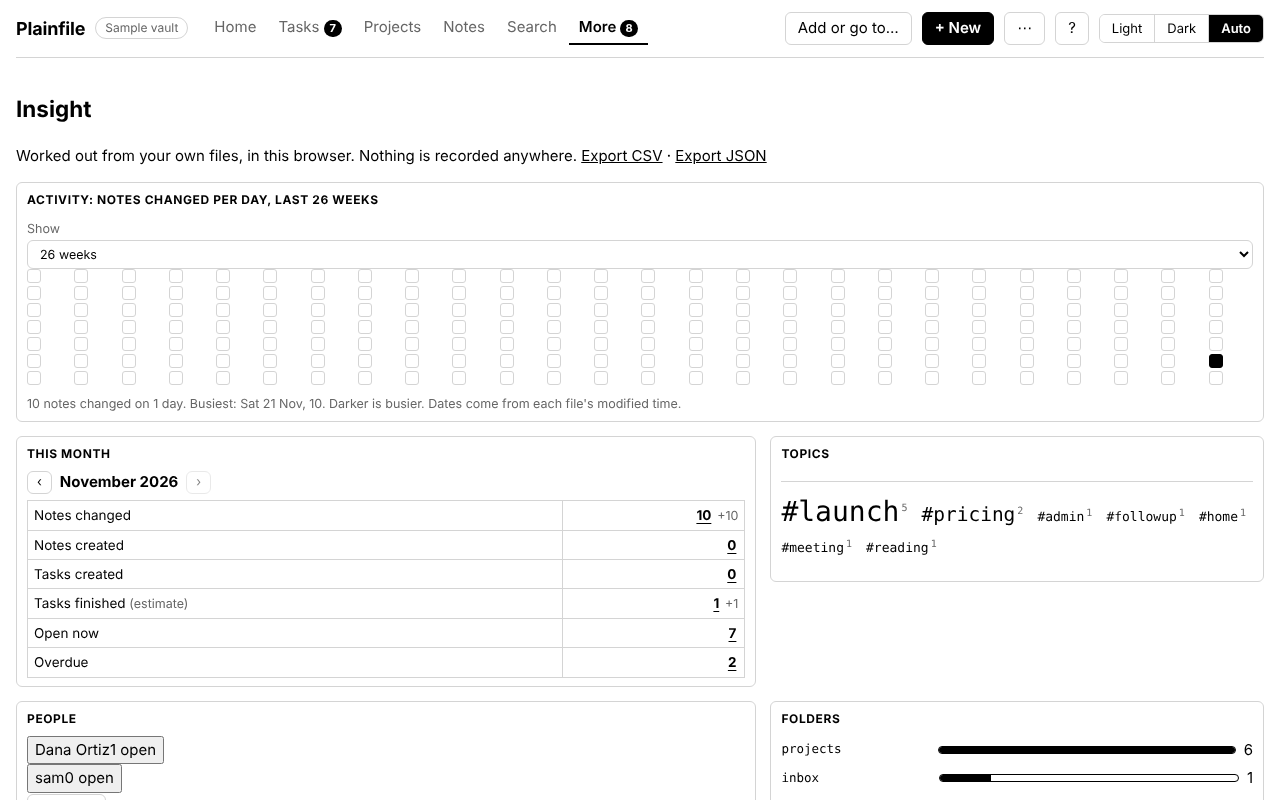 Plainfile Sample vault Home Tasks 7 Projects Notes Search More 8 Add or go to... + New ··· ? Light Dark Auto
Insight
Worked out from your own files, in this browser. Nothing is recorded anywhere. Export CSV · Export JSON
ACTIVITY: NOTES CHANGED PER DAY, LAST 26 WEEKS
Show
26 weeks
10 notes changed on 1 day. Busiest: Sat 21 Nov, 10. Darker is busier. Dates come from each file's modified time.
THIS MONTH
‹ November 2026 ›
Notes changed 10 +10
Notes created 0
Tasks created 0
Tasks finished (estimate) 1 +1
Open now 7
Overdue 2
TOPICS
#launch 5 #pricing 2 #admin 1 #followup 1 #home 1
#meeting 1 #reading 1
PEOPLE
Dana Ortiz1 open
sam0 open
FOLDERS
projects 6
inbox 1